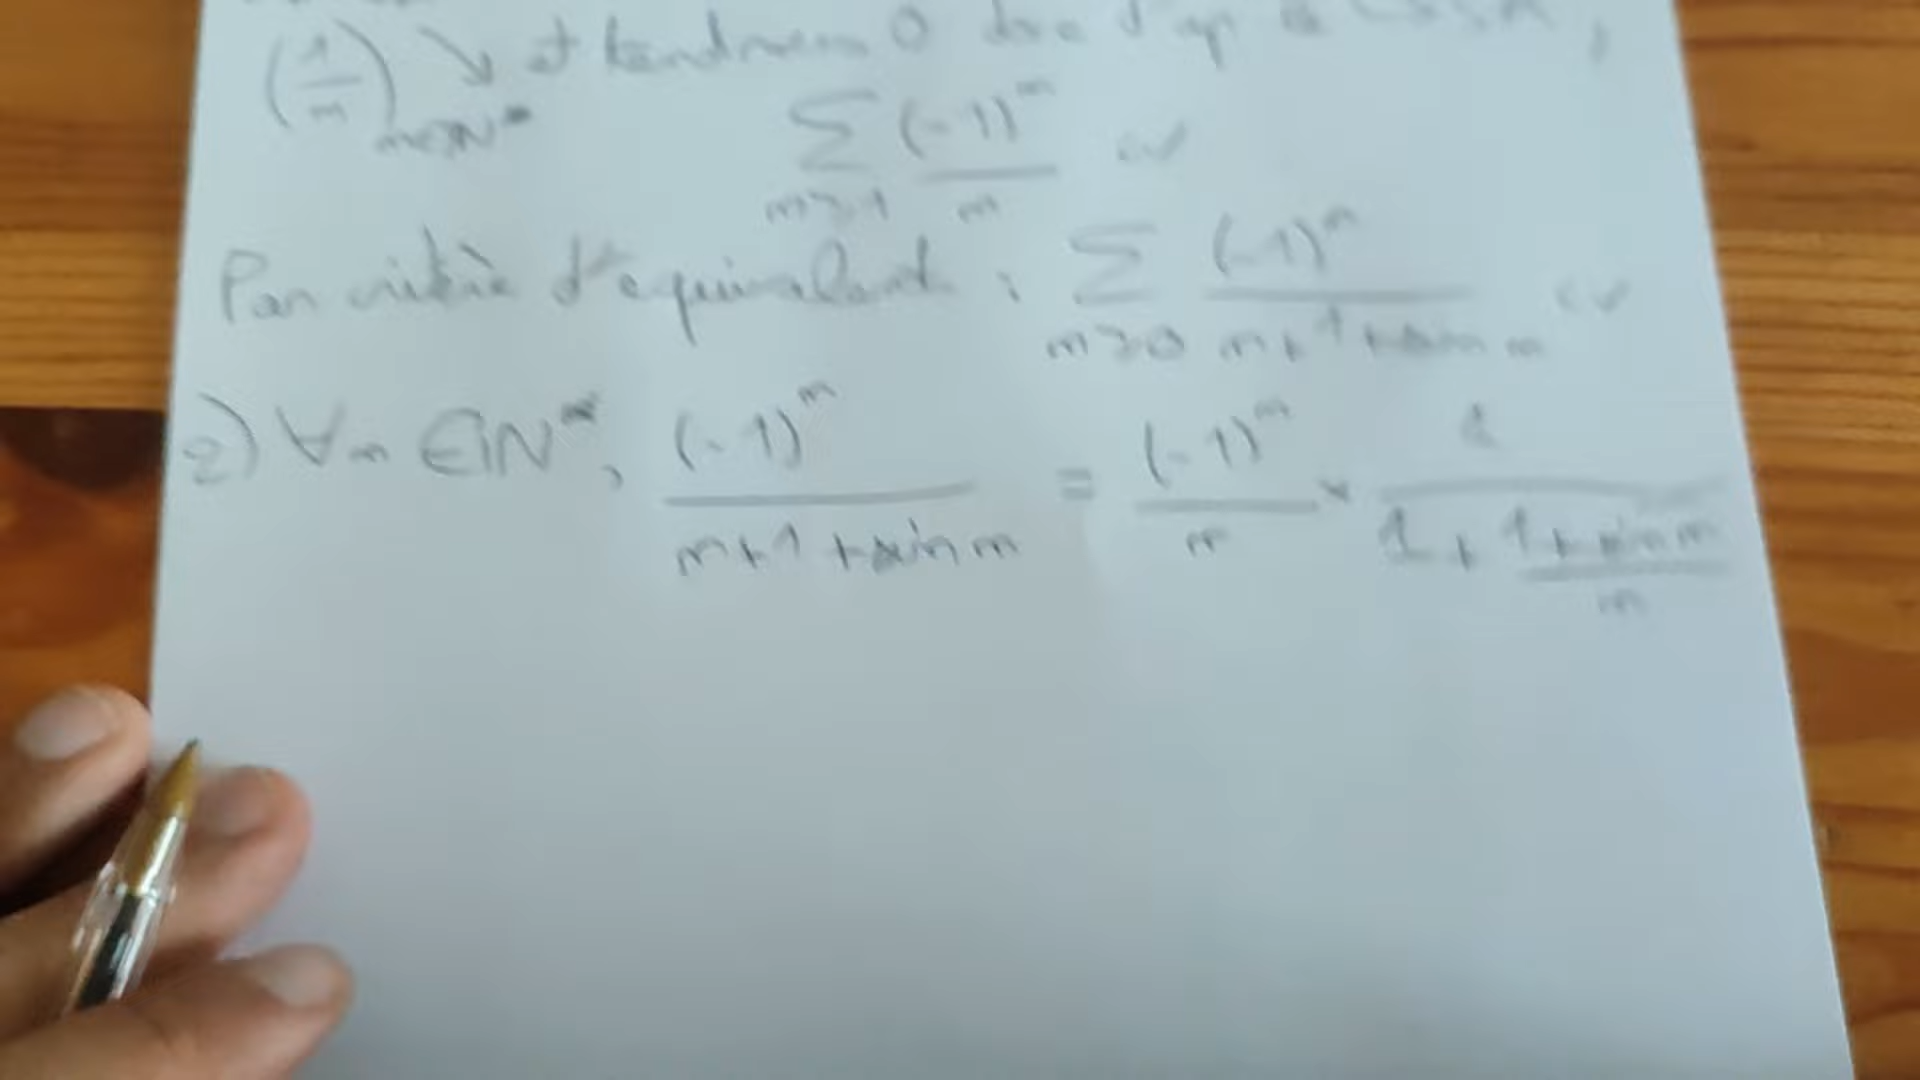 (1/n)n∈N* ↘ et tend vers 0 donc d'après le CSSA,
∑n≥1 (-1)^n/n cv
Par critère d'équivalent : ∑n≥0 (-1)^n/(n+1+sin n) cv
2) ∀n ∈ N*, (-1)^n/(n+1+sin n) = (-1)^n/n × 1/(1+(1+sin n)/n)